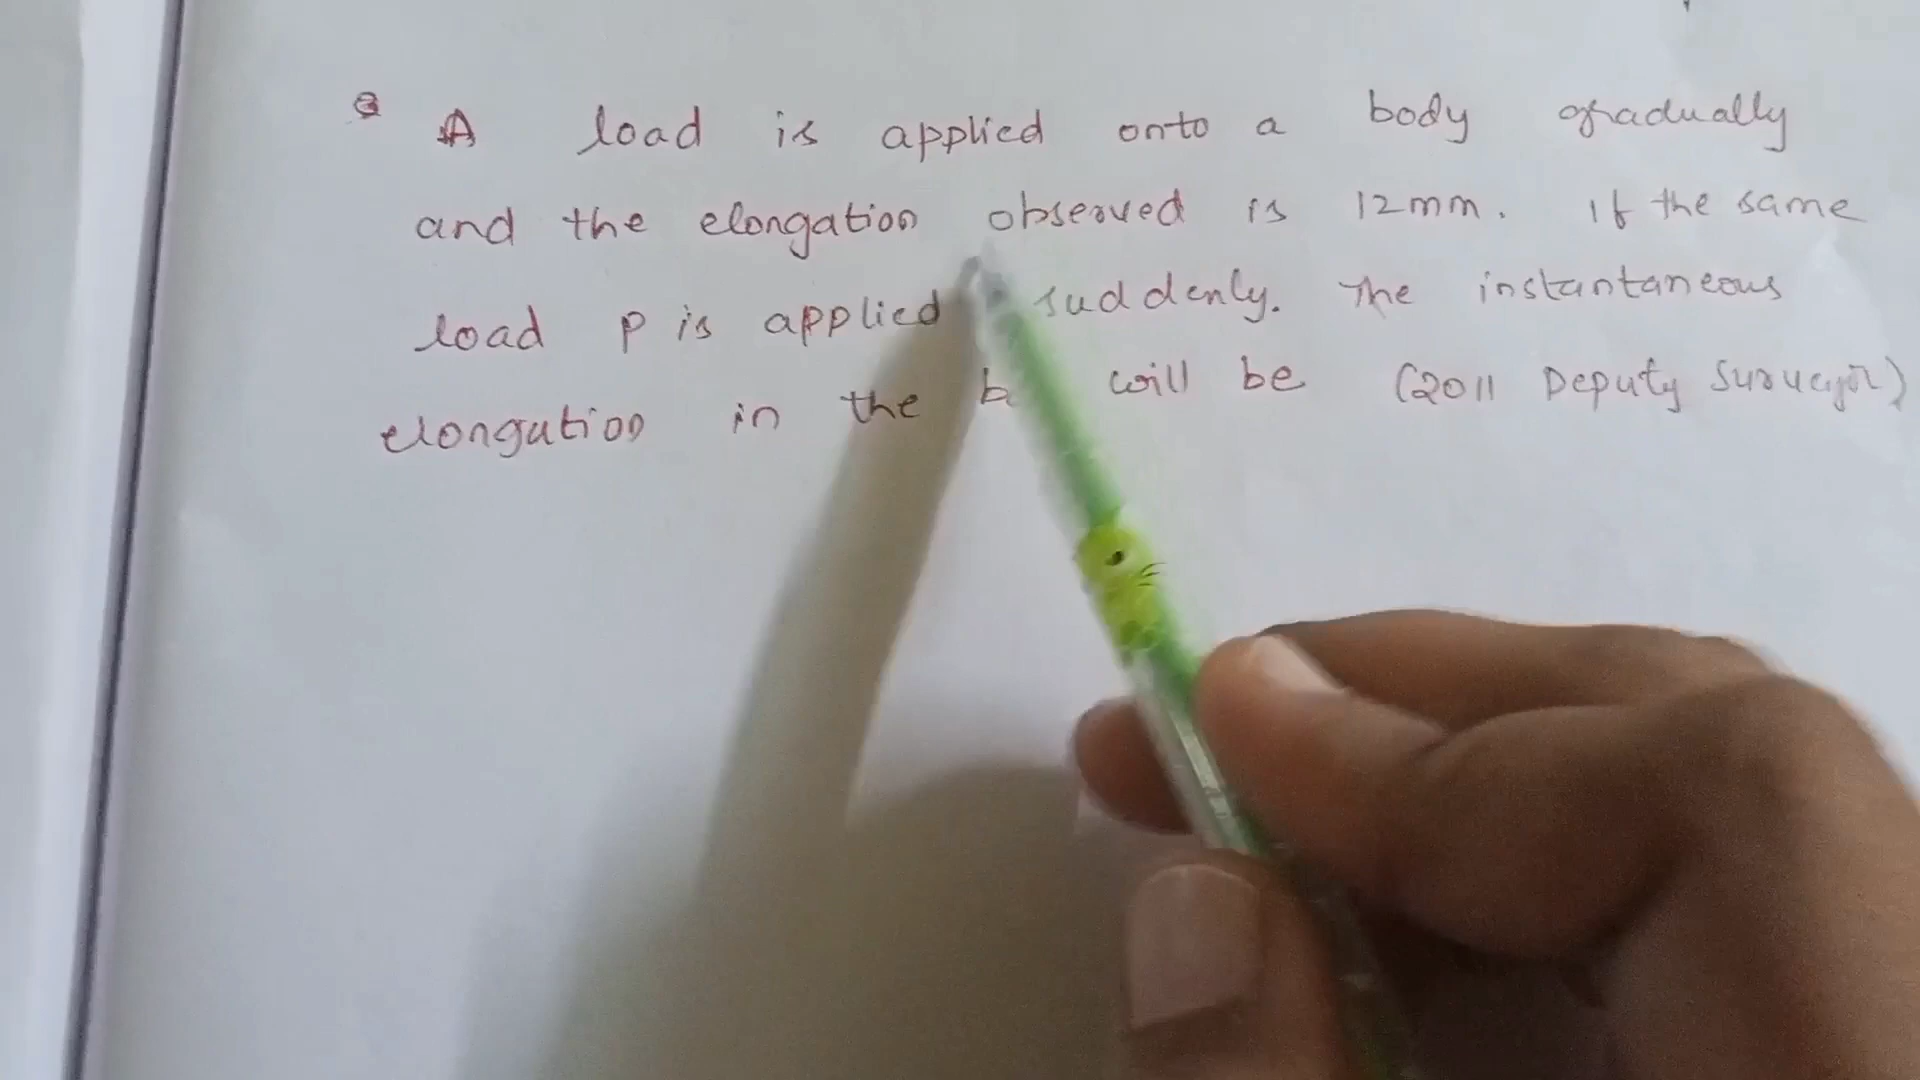 Q A load is applied onto a body gradually
and the elongation observed is 12mm. If the same
load P is applied suddenly. The instantaneous
elongation in the will be (2011 Deputy Surveyor)